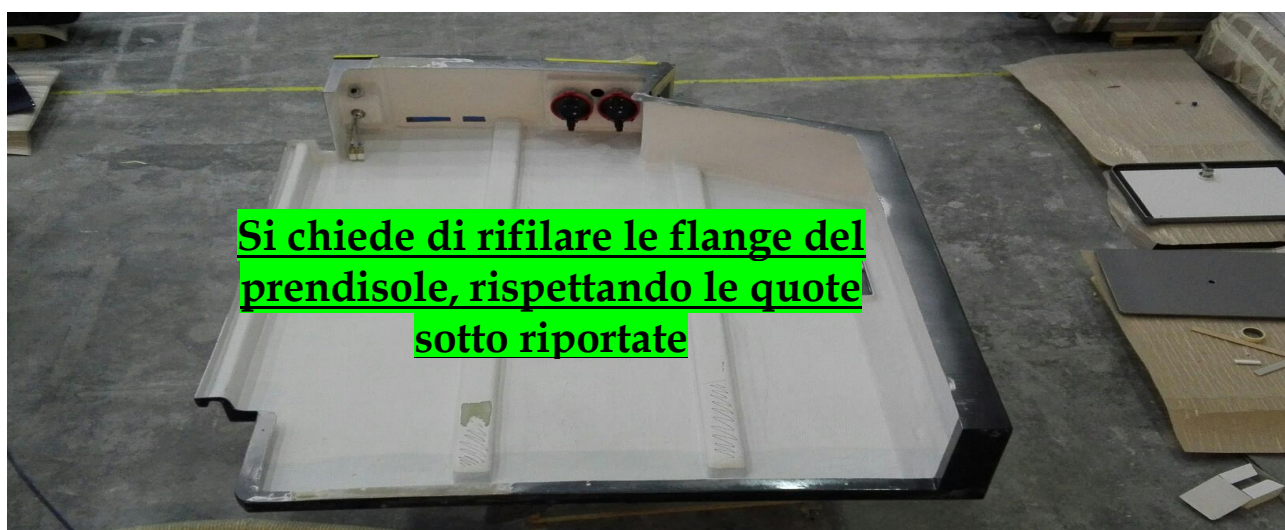 Si chiede di rifilare le flange del
prendisole, rispettando le quote
sotto riportate